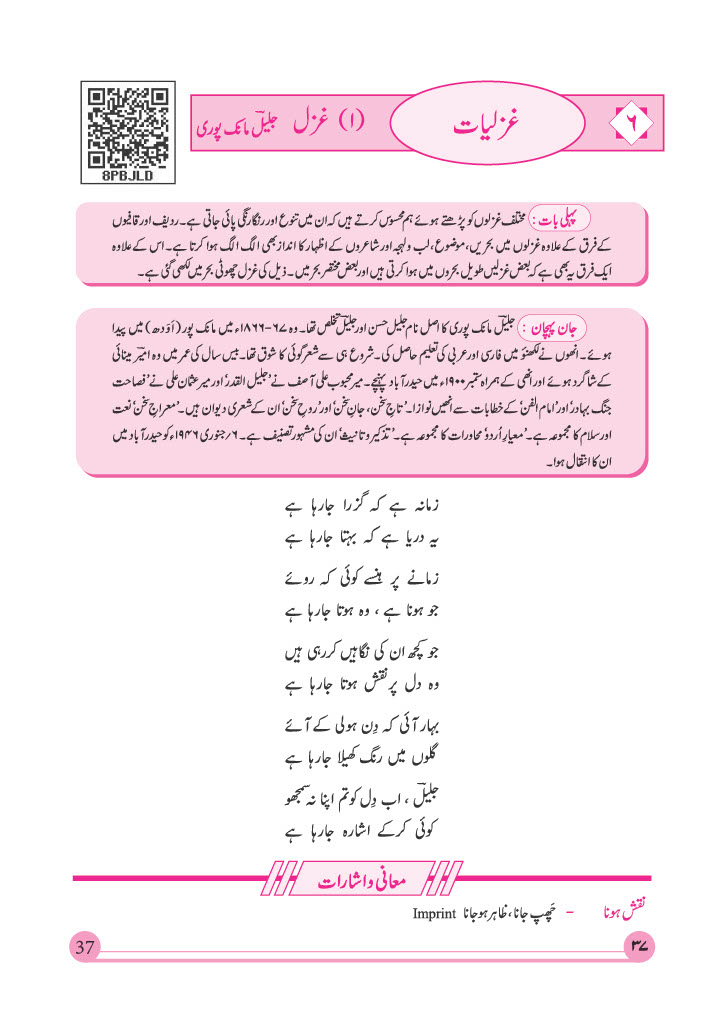 ۶
غزلیات
(۱) غزل جلیلؔ مانک پوری
8PBJLD
پہلی بات : مختلف غزلوں کو پڑھتے ہوئے ہم محسوس کرتے ہیں کہ ان میں تنوع اور رنگارنگی پائی جاتی ہے۔ ردیف اور قافیوں
کے فرق کے علاوہ غزلوں میں بحریں، موضوع، لب و لہجہ اور شاعروں کے اظہار کا انداز بھی الگ الگ ہوا کرتا ہے۔ اس کے علاوہ
ایک فرق یہ بھی ہے کہ بعض غزلیں طویل بحروں میں ہوا کرتی ہیں اور بعض مختصر بحر میں۔ ذیل کی غزل چھوٹی بحر میں لکھی گئی ہے۔
جان پہچان : جلیلؔ مانک پوری کا اصل نام جلیل حسن اور جلیلؔ تخلص تھا۔ وہ ۶۷-۱۸۶۶ء میں مانک پور (اَوَدھ) میں پیدا
ہوئے۔ انھوں نے لکھنؤ میں فارسی اور عربی کی تعلیم حاصل کی۔ شروع ہی سے شعر گوئی کا شوق تھا۔ بیس سال کی عمر میں وہ امیرؔ مینائی
کے شاگرد ہوئے اور انھی کے ہمراہ ستمبر ۱۹۰۰ء میں حیدرآباد پہنچے۔ میر محبوب علی آصف نے ’جلیل القدر‘ اور میر عثمان علی نے ’فصاحت
جنگ بہادر‘ اور ’امام الفن‘ کے خطابات سے انھیں نوازا۔ ’تاجِ سخن، جانِ سخن‘ اور ’روحِ سخن‘ ان کے شعری دیوان ہیں۔ ’معراجِ سخن‘ نعت
اور سلام کا مجموعہ ہے۔ ’معیارِ اُردو‘ محاورات کا مجموعہ ہے۔ ’تذکیر و تانیث‘ ان کی مشہور تصنیف ہے۔ ۶؍جنوری ۱۹۴۶ء کو حیدرآباد میں
ان کا انتقال ہوا۔
زمانہ ہے کہ گزرا جارہا ہے
یہ دریا ہے کہ بہتا جارہا ہے
زمانے پر ہنسے کوئی کہ روئے
جو ہونا ہے ، وہ ہوتا جارہا ہے
جو کچھ ان کی نگاہیں کررہی ہیں
وہ دل پر نقش ہوتا جارہا ہے
بہار آئی کہ دِن ہولی کے آئے
گلوں میں رنگ کھیلا جارہا ہے
جلیلؔ ، اب دِل کو تم اپنا نہ سمجھو
کوئی کرکے اشارہ جارہا ہے
معانی و اشارات
نقش ہونا - چَھپ جانا، ظاہر ہوجانا Imprint
37
۳۷